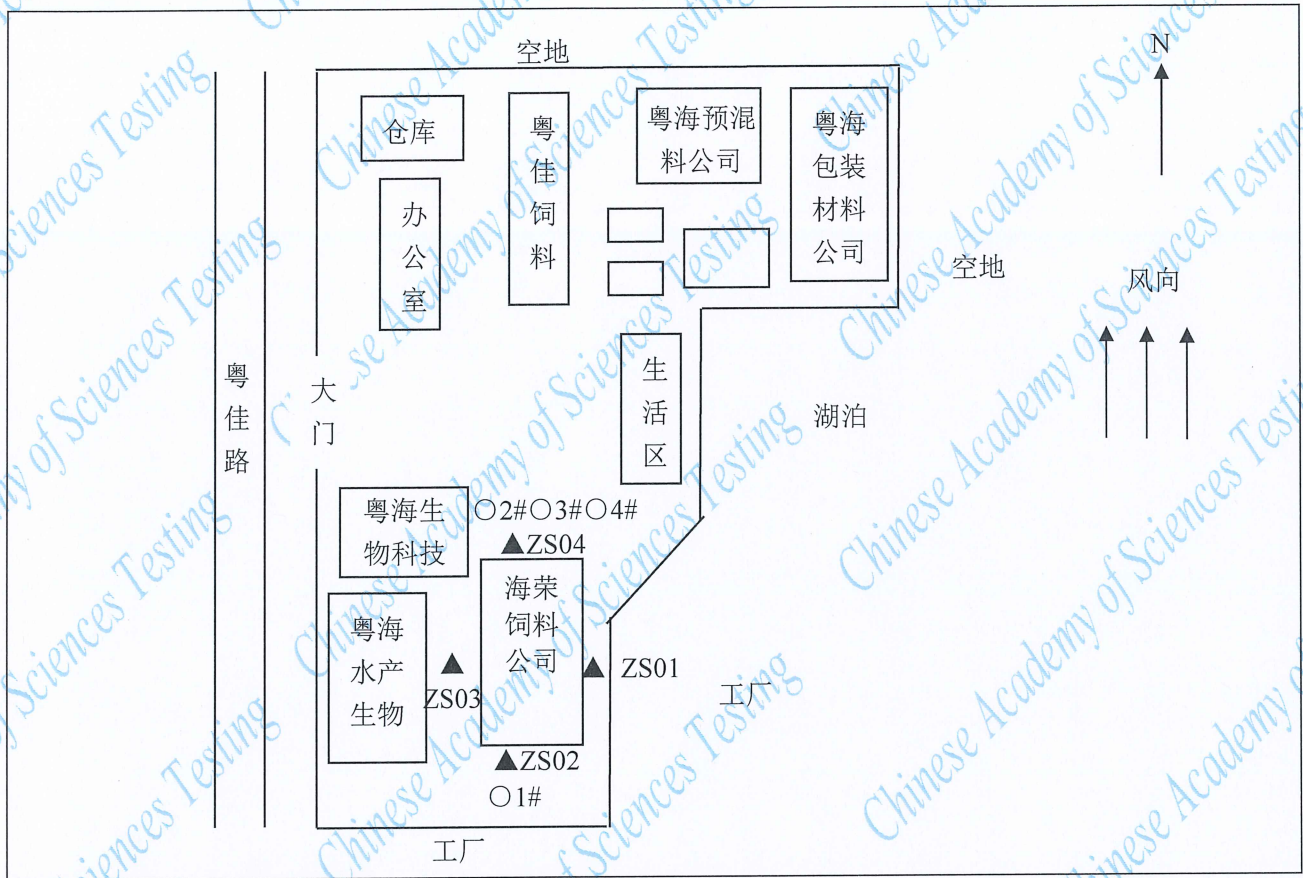 空地
N
仓库
粤佳饲料
粤海预混
料公司
粤海
包装
材料
公司
办公室
空地
风向
粤佳路
大门
生活区
湖泊
粤海生
物科技
○2#○3#○4#
▲ZS04
海荣
饲料
公司
粤海
水产
生物
▲
ZS03
▲ ZS01
工厂
▲ZS02
○1#
工厂
Chinese Academy of Sciences Testing